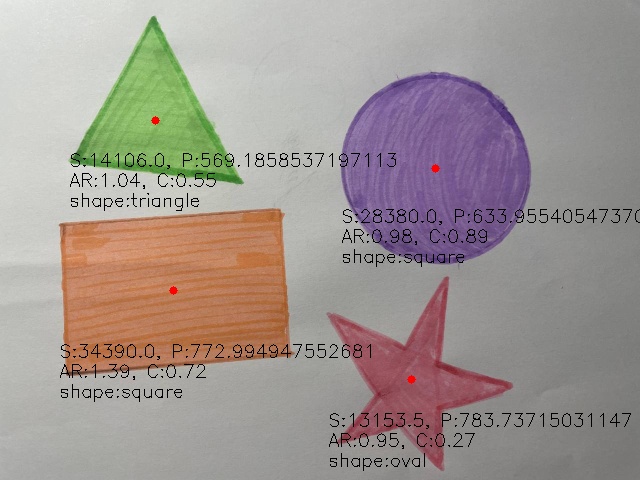 S:14106.0, P:569.1858537197113
AR:1.04, C:0.55
shape:triangle
S:28380.0, P:633.95540547370
AR:0.98, C:0.89
shape:square
S:34390.0, P:772.994947552681
AR:1.39, C:0.72
shape:square
S:13153.5, P:783.73715031147
AR:0.95, C:0.27
shape:oval